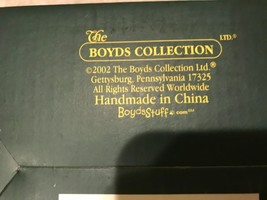 The LTD.®
BOYDS COLLECTION
©2002 The Boyds Collection Ltd.®
Gettysburg, Pennsylvania 17325
All Rights Reserved Worldwide
Handmade in China
BoydsStuff.com